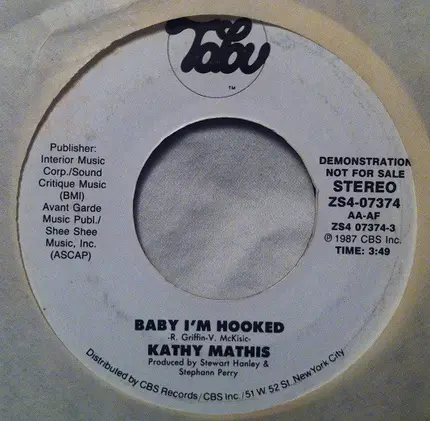 Tabu
TM
Publisher:
Interior Music
Corp./Sound
Critique Music
(BMI)
Avant Garde
Music Publ./
Shee Shee
Music, Inc.
(ASCAP)
DEMONSTRATION
NOT FOR SALE
STEREO
ZS4-07374
AA-AF
ZS4 07374-3
Ⓟ 1987 CBS Inc.
TIME: 3:49
BABY I'M HOOKED
-R. Griffin-V. McKisic-
KATHY MATHIS
Produced by Stewart Hanley &
Stephann Perry
Distributed by CBS Records/CBS Inc./51 W 52 St. New York City